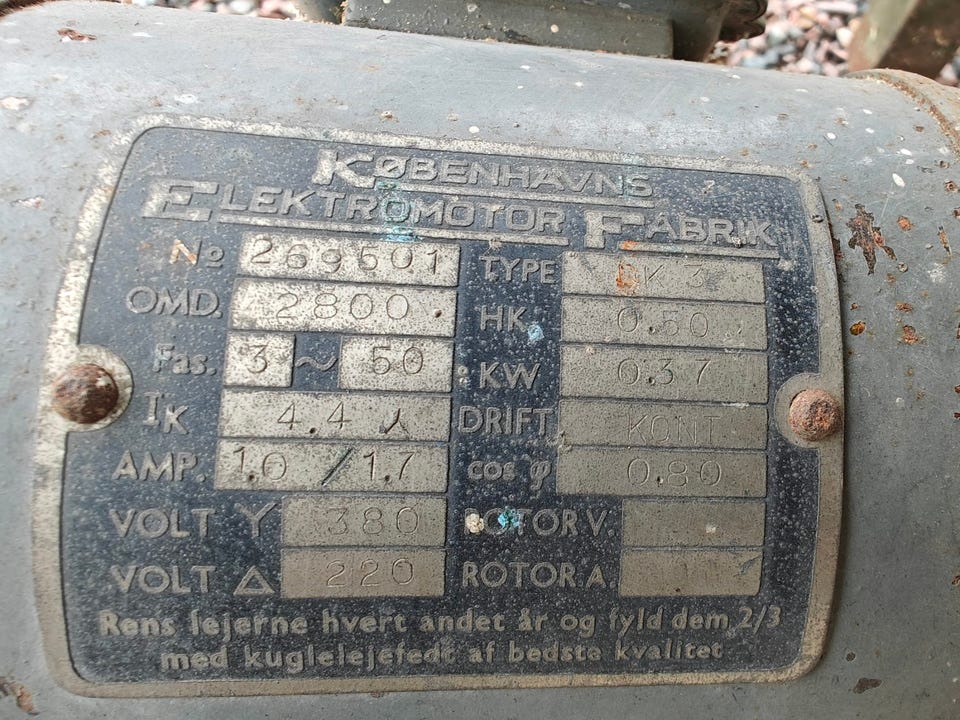 KØBENHAVNS
ELEKTROMOTOR FABRIK
No 269501 TYPE K3
OMD. 2800 HK 0.50
Fas. 3 ~ 50 KW 0.37
IK 4.4 DRIFT KONT
AMP. 1.0 / 1.7 cos φ 0.80
VOLT Y 380 ROTOR V.
VOLT Δ 220 ROTOR A.
Rens lejerne hvert andet år og fyld dem 2/3
med kuglelejefedt af bedste kvalitet